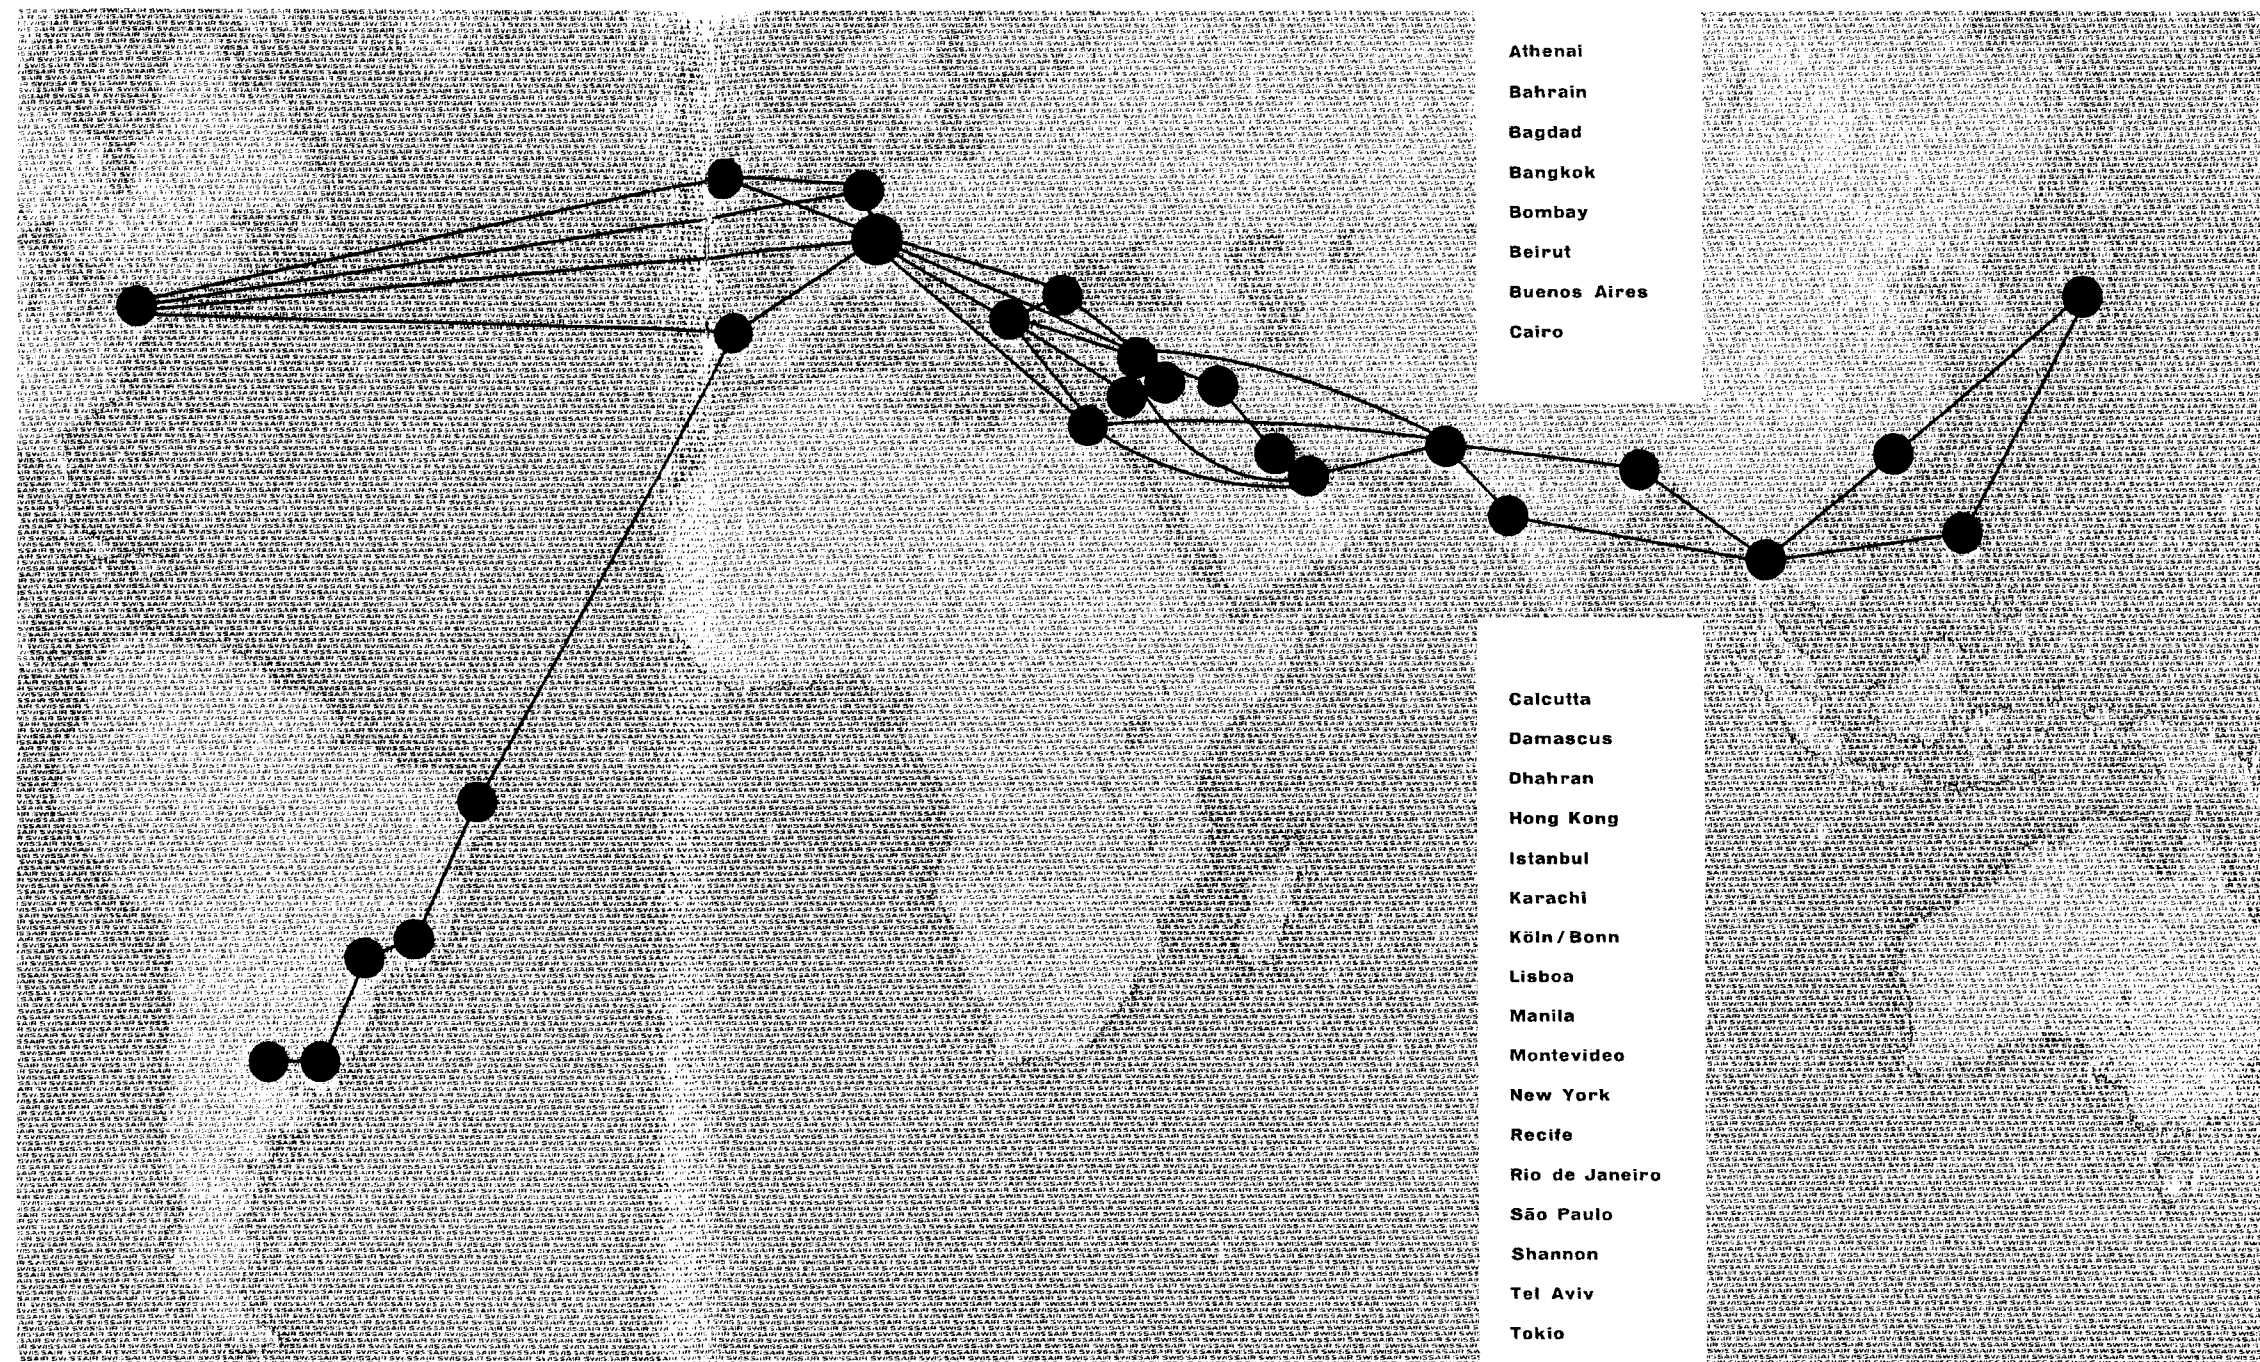 Athenai
Bahrain
Bagdad
Bangkok
Bombay
Beirut
Buenos Aires
Cairo
Calcutta
Damascus
Dhahran
Hong Kong
Istanbul
Karachi
Köln/Bonn
Lisboa
Manila
Montevideo
New York
Recife
Rio de Janeiro
São Paulo
Shannon
Tel Aviv
Tokio